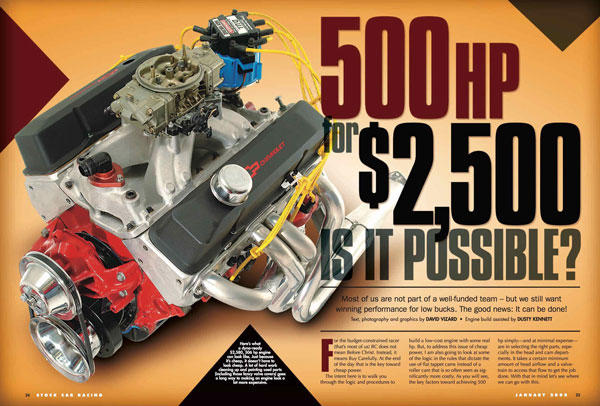 500 HP
for
$2,500
IS IT POSSIBLE?
Most of us are not part of a well-funded team – but we still want
winning performance for low bucks. The good news: It can be done!
Text, photography and graphics by DAVID VIZARD • Engine build assisted by DUSTY KENNETT
CHEVROLET
Here's what
a dyno-ready
$2,580, 506 hp engine
can look like. Just because
it's cheap, it doesn't have to
look cheap. A lot of hard work
cleaning up and painting used parts
(including those fancy valve covers) goes
a long way to making an engine look a
lot more expensive.
For the budget-constrained racer
(that's most of us) BC does not
mean Before Christ. Instead, it
means Buy Carefully. At the end
of the day that is the key toward
cheap power.
The intent here is to walk you
through the logic and procedures to
build a low-cost engine with some real
hp. But, to address this issue of cheap
power, I am also going to look at some
of the logic in the rules that dictate the
use of flat tappet cams instead of a
roller cam that is so often seen as sig-
nificantly more costly. As you will see,
the key factors toward achieving 500
hp simply—and at minimal expense—
is in selecting the right parts, espe-
cially in the head and cam depart-
ments. It takes a certain minimum
amount of head airflow and a valve-
train to access that flow to get the job
done. With that in mind let's see where
we can go with this.
STOCK CAR RACING